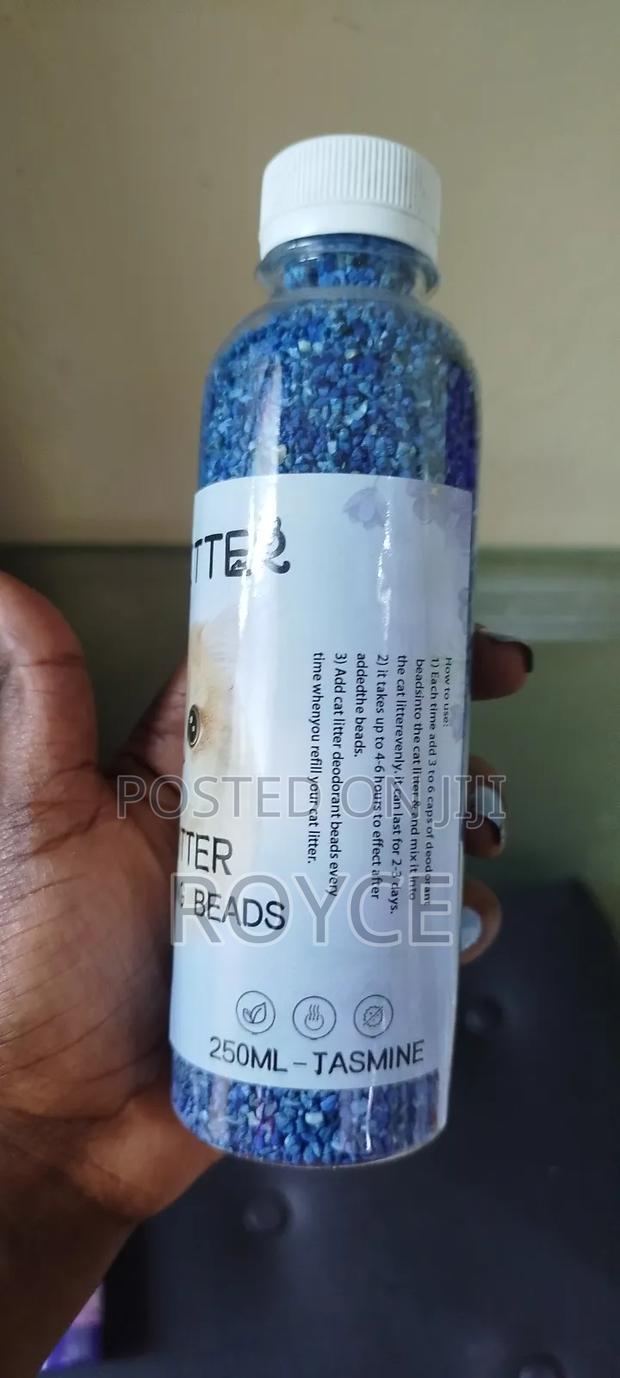 TTER
How to use:
1) Each time add 3 to 6 caps of deodorant
beadsinto the cat litter & and mix it into
the cat litterevenly. it can last for 2-3 days.
2) it takes up to 4-6 hours to effect after
addedthe beads.
3) Add cat litter deodorant beads every
time whenyou refill your cat litter.
POSTED ON JIJI
ROYCE
TTER
G BEADS
250ML-TASMINE